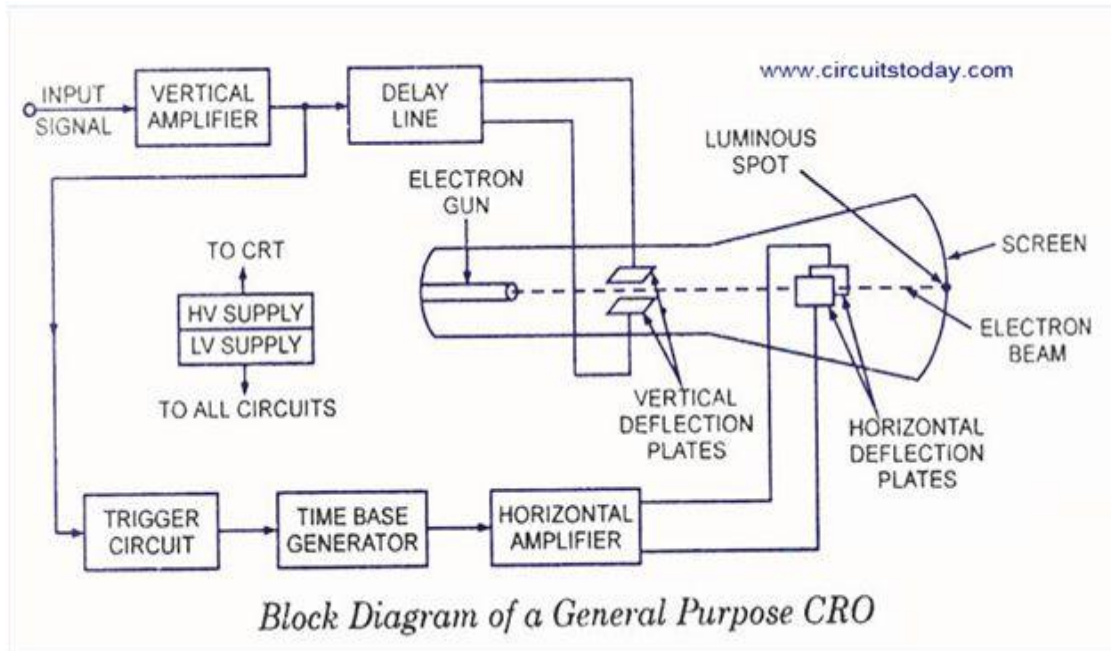 www.circuitstoday.com
INPUT
SIGNAL
VERTICAL
AMPLIFIER
DELAY
LINE
LUMINOUS
SPOT
ELECTRON
GUN
SCREEN
TO CRT
HV SUPPLY
LV SUPPLY
TO ALL CIRCUITS
ELECTRON
BEAM
VERTICAL
DEFLECTION
PLATES
HORIZONTAL
DEFLECTION
PLATES
TRIGGER
CIRCUIT
TIME BASE
GENERATOR
HORIZONTAL
AMPLIFIER
Block Diagram of a General Purpose CRO